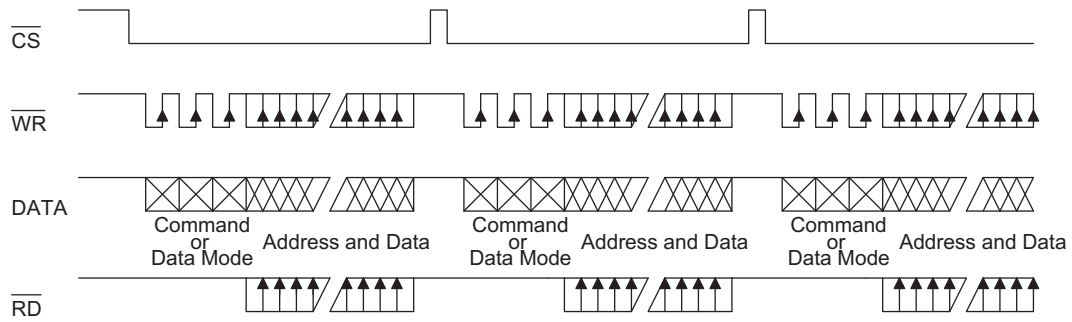 CS
WR
DATA
Command
or
Data Mode
Address and Data
Command
or
Data Mode
Address and Data
Command
or
Data Mode
Address and Data
RD